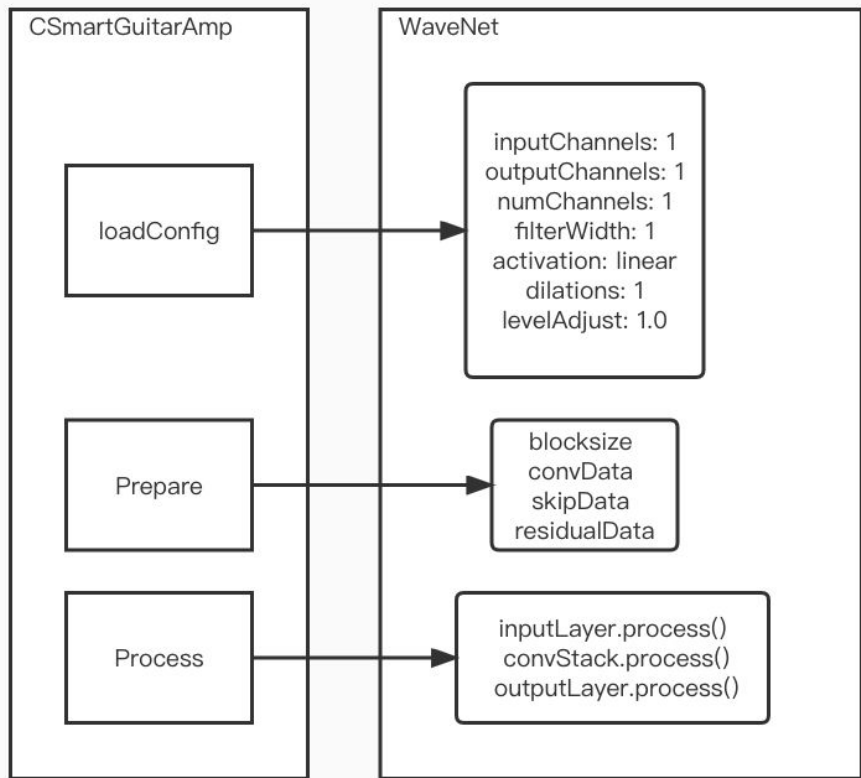 CSmartGuitarAmp
WaveNet
loadConfig
inputChannels: 1
outputChannels: 1
numChannels: 1
filterWidth: 1
activation: linear
dilations: 1
levelAdjust: 1.0
Prepare
blocksize
convData
skipData
residualData
Process
inputLayer.process()
convStack.process()
outputLayer.process()